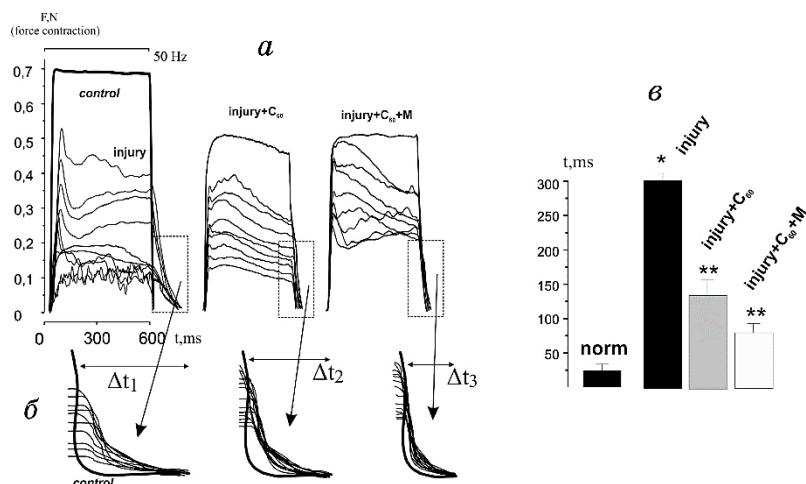 F,N
(force contraction)
50 Hz
а
0,7
0,6
0,5
0,4
0,3
0,2
0,1
0
control
injury
injury+C₆₀
injury+C₆₀+M
0 300 600 t,ms
б
Δt₁
Δt₂
Δt₃
control
в
t,ms
300
250
200
150
100
50
norm
* injury
** injury+C₆₀
** injury+C₆₀+M